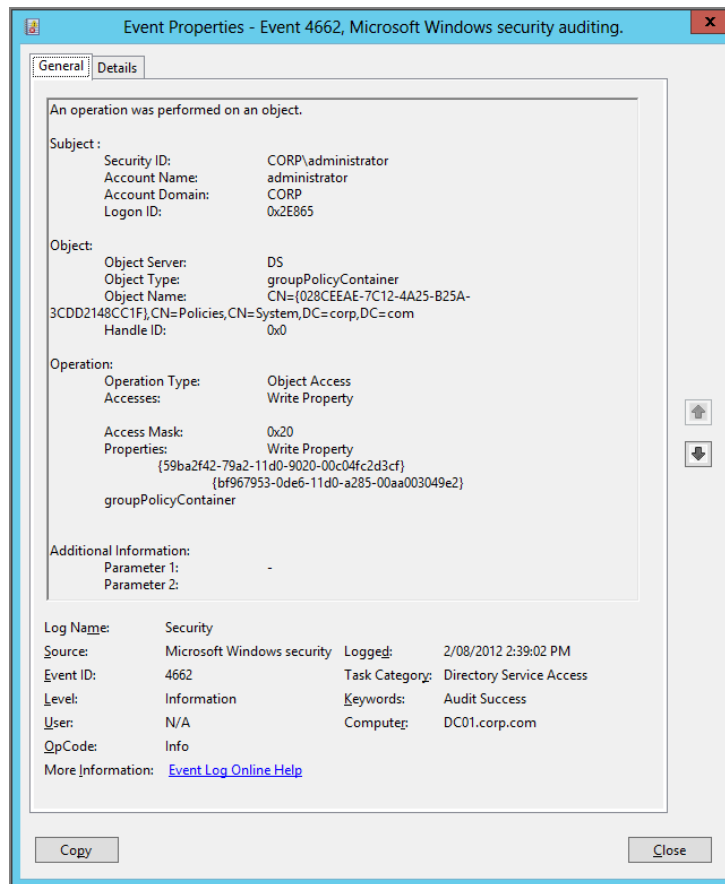 Event Properties - Event 4662, Microsoft Windows security auditing.
x
General Details
An operation was performed on an object.
Subject :
Security ID: CORP\administrator
Account Name: administrator
Account Domain: CORP
Logon ID: 0x2E865
Object:
Object Server: DS
Object Type: groupPolicyContainer
Object Name: CN={028CEEAE-7C12-4A25-B25A-
3CDD2148CC1F},CN=Policies,CN=System,DC=corp,DC=com
Handle ID: 0x0
Operation:
Operation Type: Object Access
Accesses: Write Property
Access Mask: 0x20
Properties: Write Property
{59ba2f42-79a2-11d0-9020-00c04fc2d3cf}
{bf967953-0de6-11d0-a285-00aa003049e2}
groupPolicyContainer
Additional Information:
Parameter 1: -
Parameter 2:
Log Name: Security
Source: Microsoft Windows security Logged: 2/08/2012 2:39:02 PM
Event ID: 4662 Task Category: Directory Service Access
Level: Information Keywords: Audit Success
User: N/A Computer: DC01.corp.com
OpCode: Info
More Information: Event Log Online Help
Copy Close